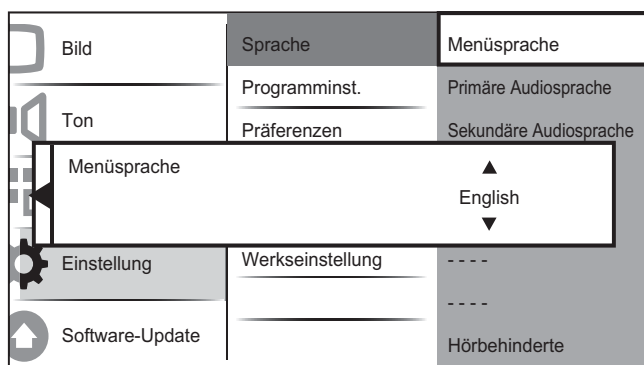 Bild
Sprache
Menüsprache
Programminst.
Primäre Audiosprache
Ton
Präferenzen
Sekundäre Audiosprache
Menüsprache
English
Einstellung
Werkseinstellung
- - - -
- - - -
Software-Update
Hörbehinderte